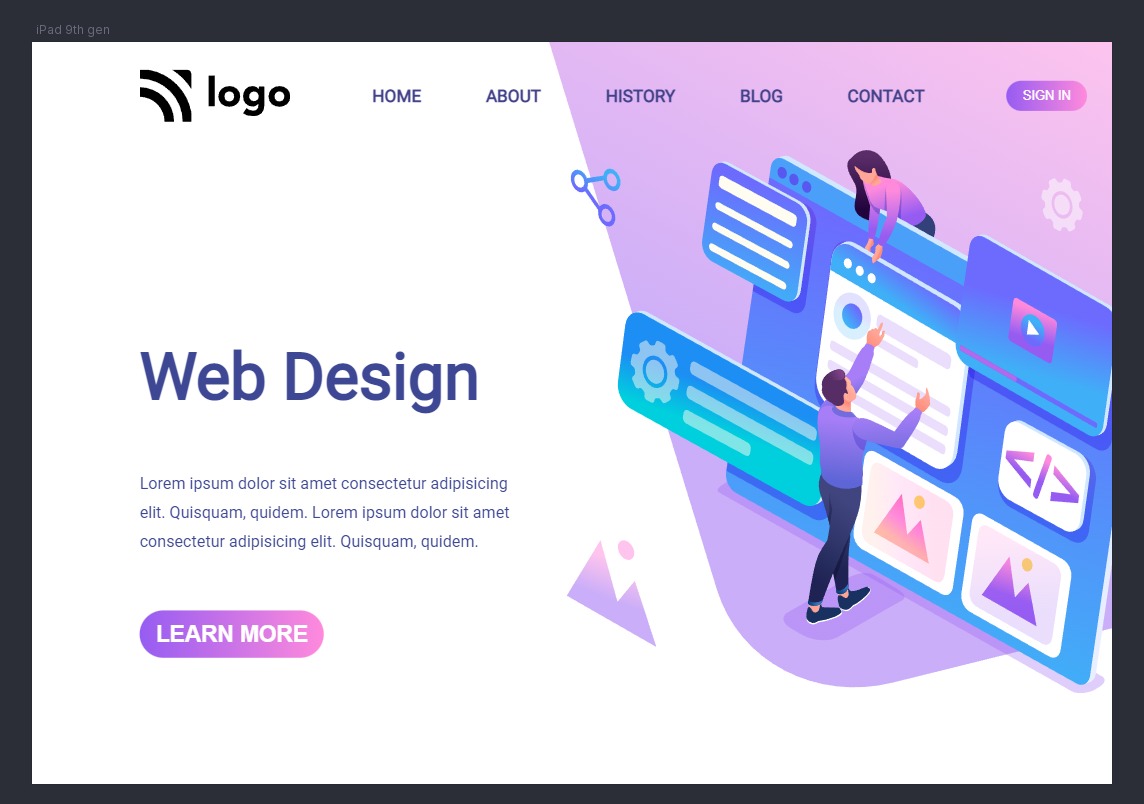 iPad 9th gen
logo
HOME ABOUT HISTORY BLOG CONTACT SIGN IN
Web Design
Lorem ipsum dolor sit amet consectetur adipisicing
elit. Quisquam, quidem. Lorem ipsum dolor sit amet
consectetur adipisicing elit. Quisquam, quidem.
LEARN MORE
</>